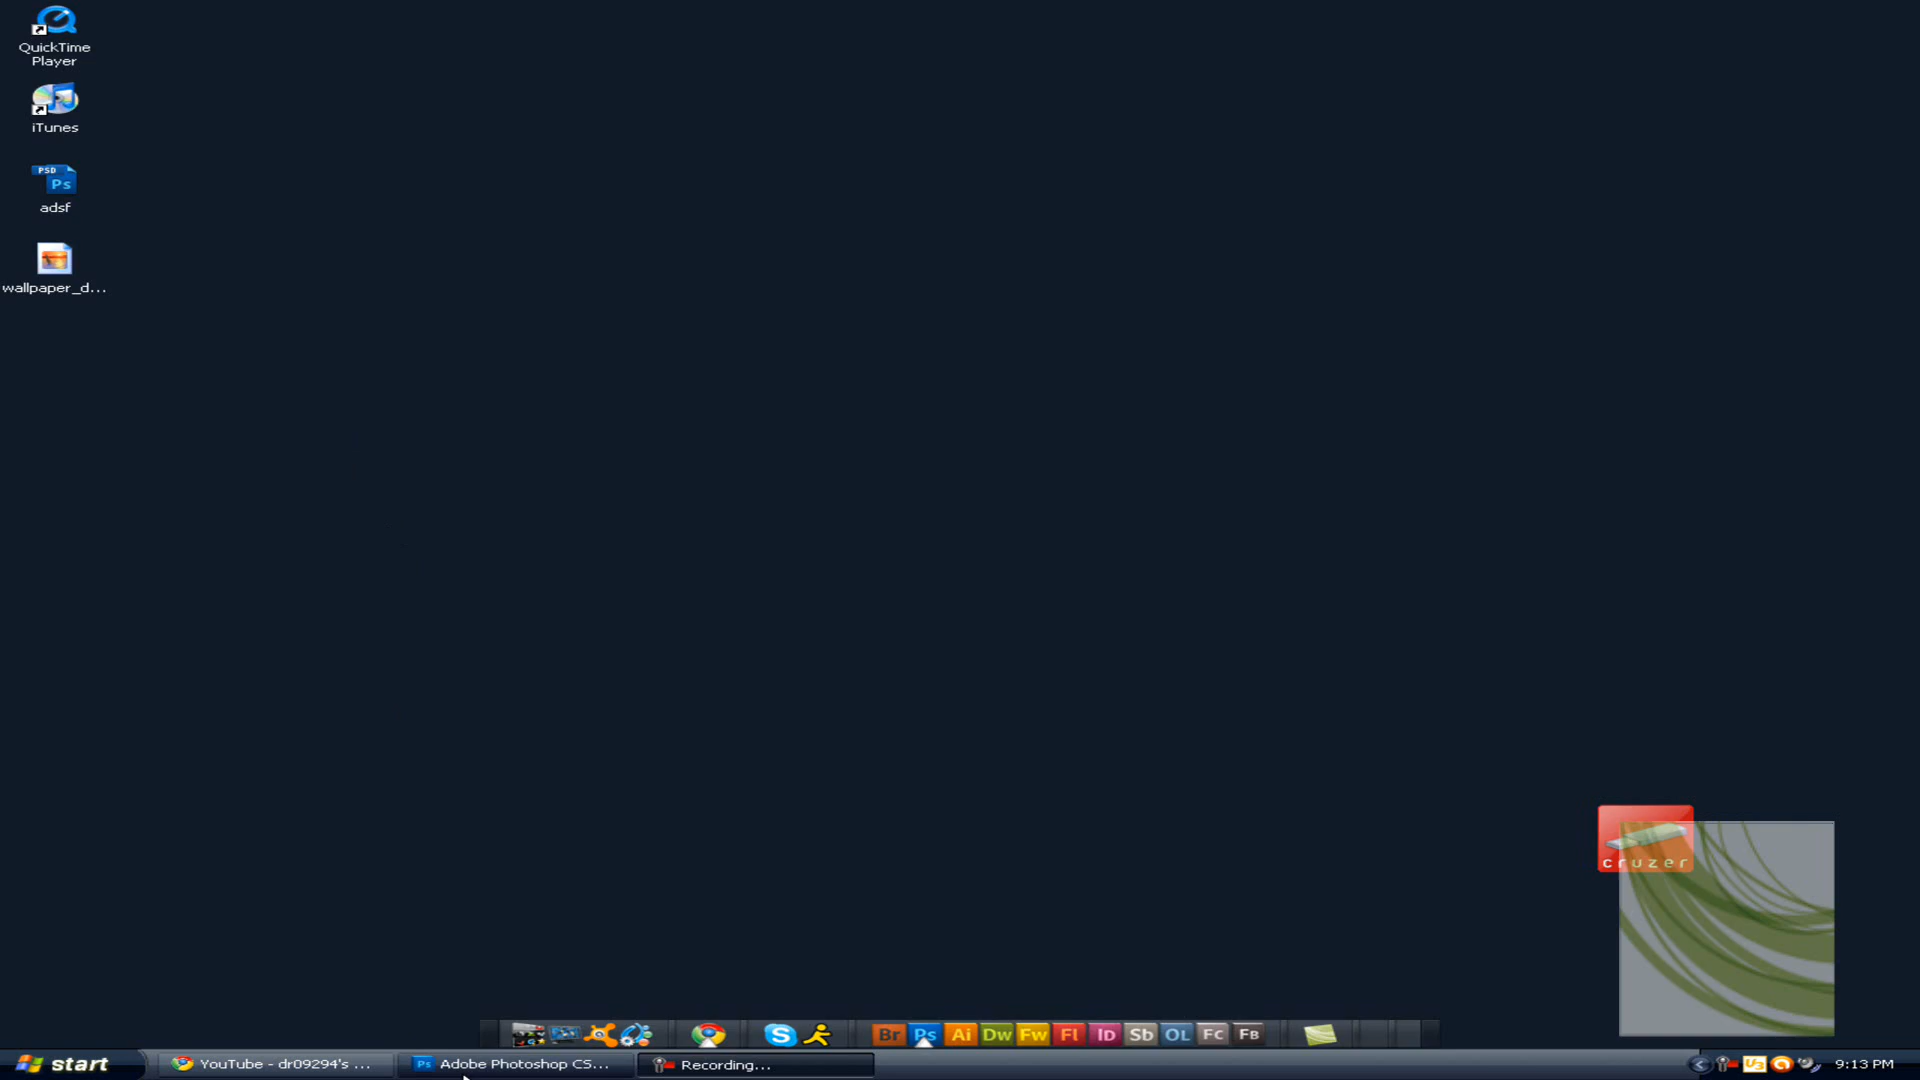 QuickTime
Player
iTunes
PSD
Ps
adsf
wallpaper_d...
cruzer
Br Ps Ai Dw Fw Fl ID Sb OL FC FB
start
YouTube - dr09294's ...
Ps Adobe Photoshop CS...
Recording...
U3
9:13 PM